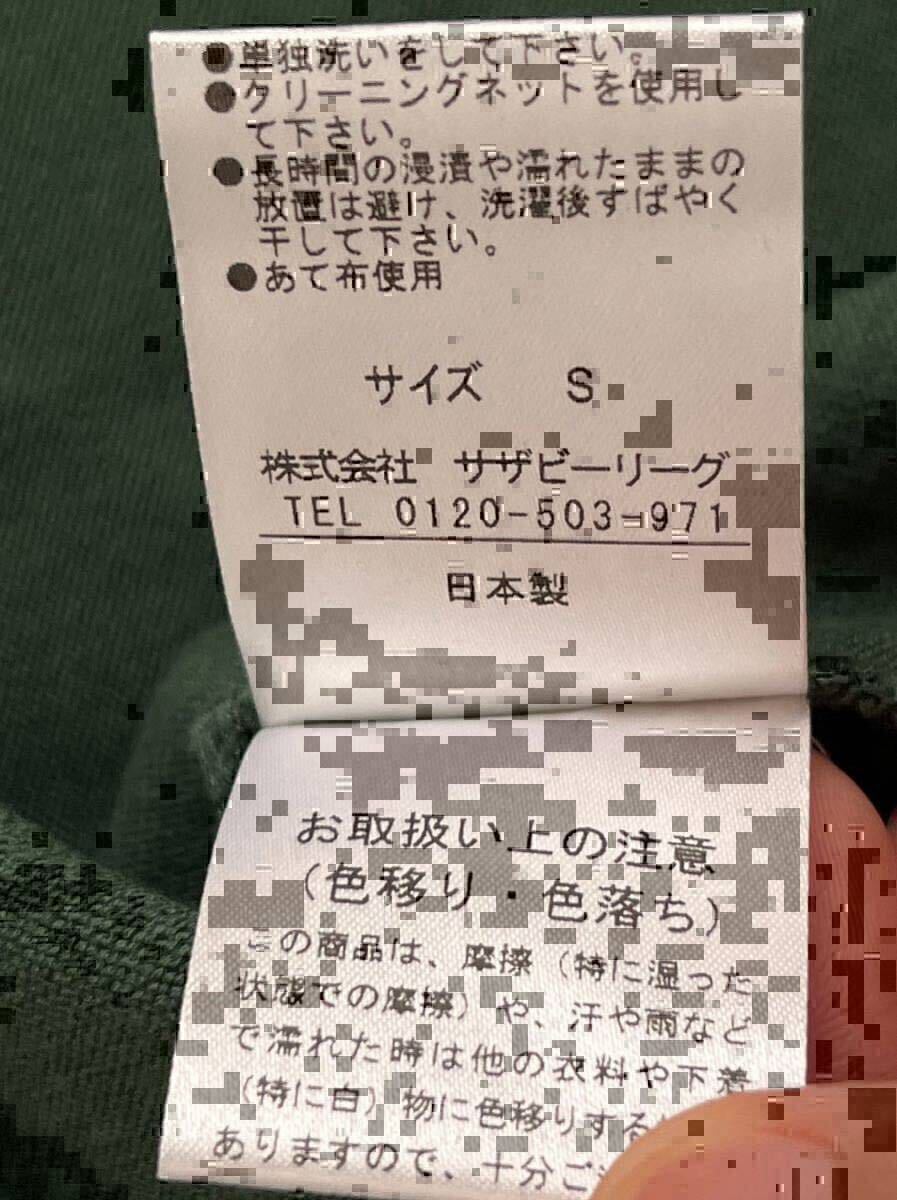 ●単独洗いをして下さい。
●クリーニングネットを使用し
て下さい。
●長時間の浸漬や濡れたままの
放置は避け、洗濯後すばやく
干して下さい。
●あて布使用
サイズ S
株式会社 サザビーリーグ
TEL 0120-503-971
日本製
お取扱い上の注意
(色移り・色落ち)
この商品は、摩擦(特に湿った
状態での摩擦)や、汗や雨など
で濡れた時は他の衣料や下着
(特に白)物に色移りする
ありますので、十分ご